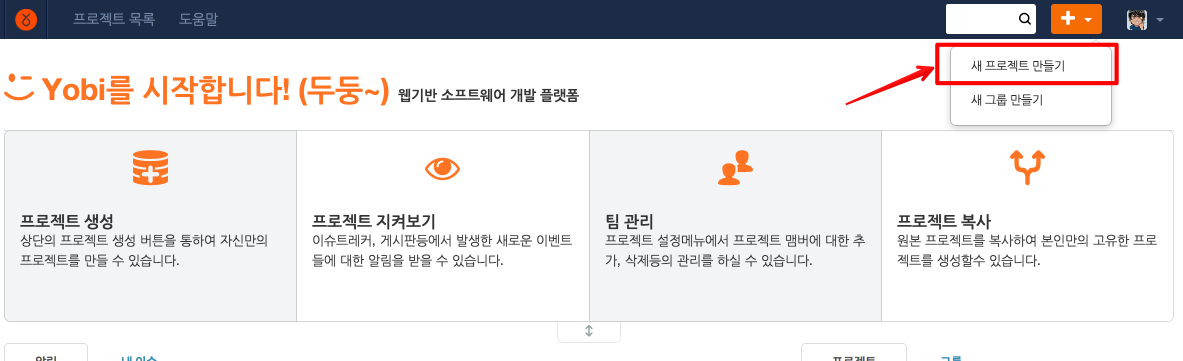 프로젝트 목록 도움말
새 프로젝트 만들기
새 그룹 만들기
Yobi를 시작합니다! (두둥~) 웹기반 소프트웨어 개발 플랫폼
프로젝트 생성
상단의 프로젝트 생성 버튼을 통하여 자신만의
프로젝트를 만들 수 있습니다.
프로젝트 지켜보기
이슈트레커, 게시판등에서 발생한 새로운 이벤트
들에 대한 알림을 받을 수 있습니다.
팀 관리
프로젝트 설정메뉴에서 프로젝트 맴버에 대한 추
가, 삭제등의 관리를 하실 수 있습니다.
프로젝트 복사
원본 프로젝트를 복사하여 본인만의 고유한 프로
젝트를 생성할수 있습니다.